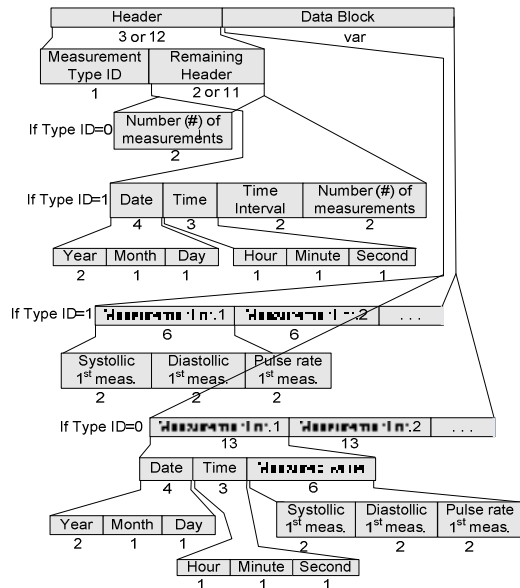 Header Data Block
3 or 12 var
Measurement Type ID Remaining Header
1 2 or 11
If Type ID=0 Number (#) of measurements
2
If Type ID=1 Date Time Time Interval Number (#) of measurements
4 3 2 2
Year Month Day Hour Minute Second
2 1 1 1 1 1
If Type ID=1 .1 .2 . . .
6 6
Systollic 1st meas. Diastollic 1st meas. Pulse rate 1st meas.
2 2 2
If Type ID=0 .1 .2 . . .
13 13
Date Time
4 3 6
Systollic 1st meas. Diastollic 1st meas. Pulse rate 1st meas.
2 2 2
Year Month Day
2 1 1
Hour Minute Second
1 1 1